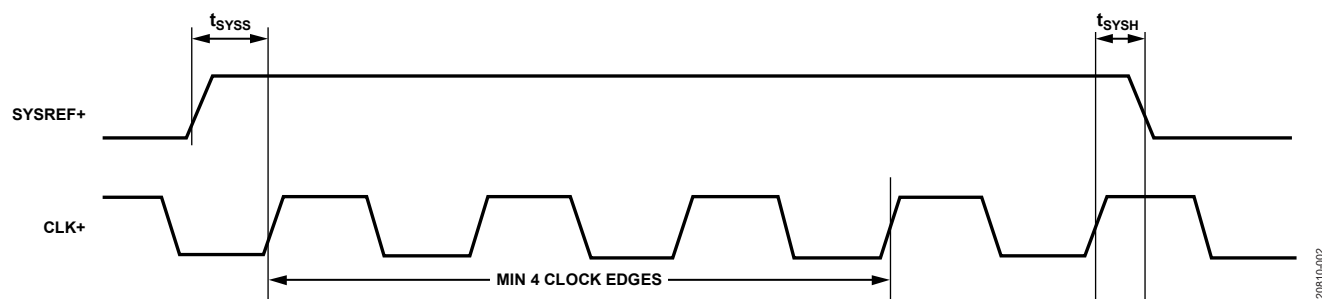 tSYSS
tSYSH
SYSREF+
CLK+
MIN 4 CLOCK EDGES
20810-002